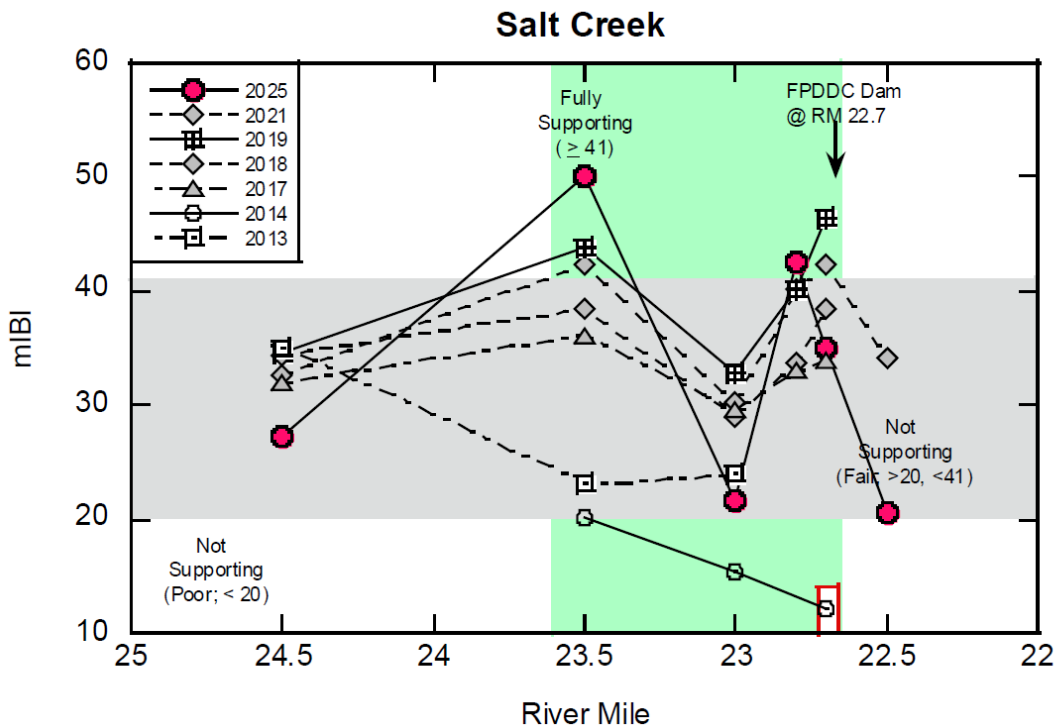 Salt Creek
60
50
40
30
20
10
mIBI
2025
2021
2019
2018
2017
2014
2013
Fully
Supporting
( ≥ 41)
FPDDC Dam
@ RM 22.7
Not
Supporting
(Fair; >20, <41)
Not
Supporting
(Poor; < 20)
25
24.5
24
23.5
23
22.5
22
River Mile